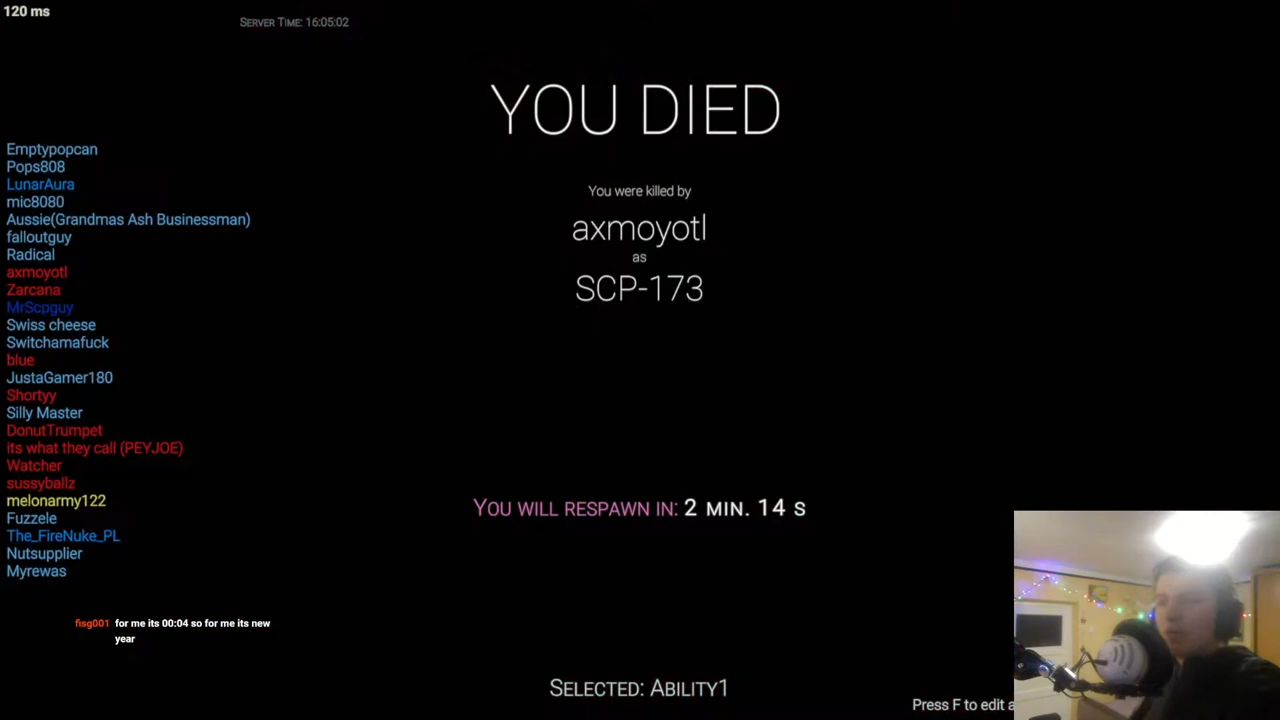 120 ms
SERVER TIME: 16:05:02
YOU DIED
You were killed by
axmoyotl
as
SCP-173
Emptypopcan
Pops808
LunarAura
mic8080
Aussie(Grandmas Ash Businessman)
falloutguy
Radical
axmoyotl
Zarcana
MrScpguy
Swiss cheese
Switchamafuck
blue
JustaGamer180
Shortyy
Silly Master
DonutTrumpet
its what they call (PEYJOE)
Watcher
sussyballz
melonarmy122
Fuzzele
The_FireNuke_PL
Nutsupplier
Myrewas
YOU WILL RESPAWN IN: 2 MIN. 14 S
fisg001 for me its 00:04 so for me its new
year
SELECTED: ABILITY1
Press F to edit a